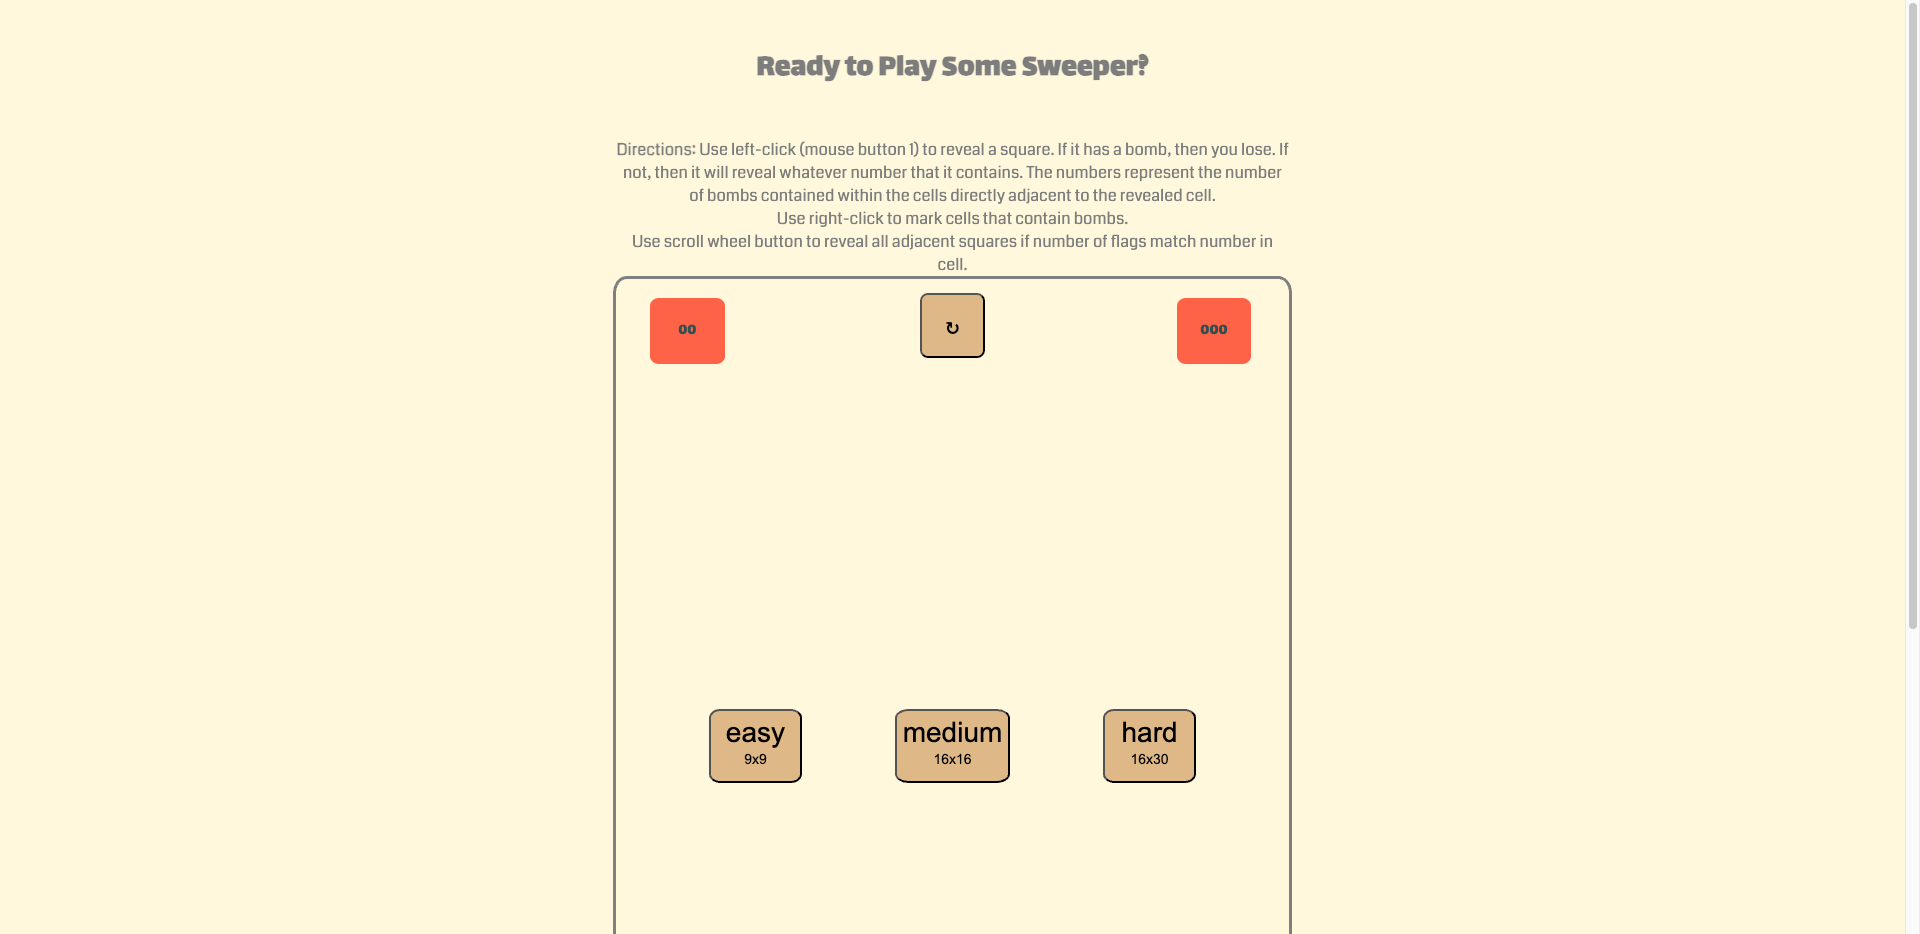 Ready to Play Some Sweeper?
Directions: Use left-click (mouse button 1) to reveal a square. If it has a bomb, then you lose. If
not, then it will reveal whatever number that it contains. The numbers represent the number
of bombs contained within the cells directly adjacent to the revealed cell.
Use right-click to mark cells that contain bombs.
Use scroll wheel button to reveal all adjacent squares if number of flags match number in
cell.
00 ↻ 000
easy medium hard
9x9 16x16 16x30